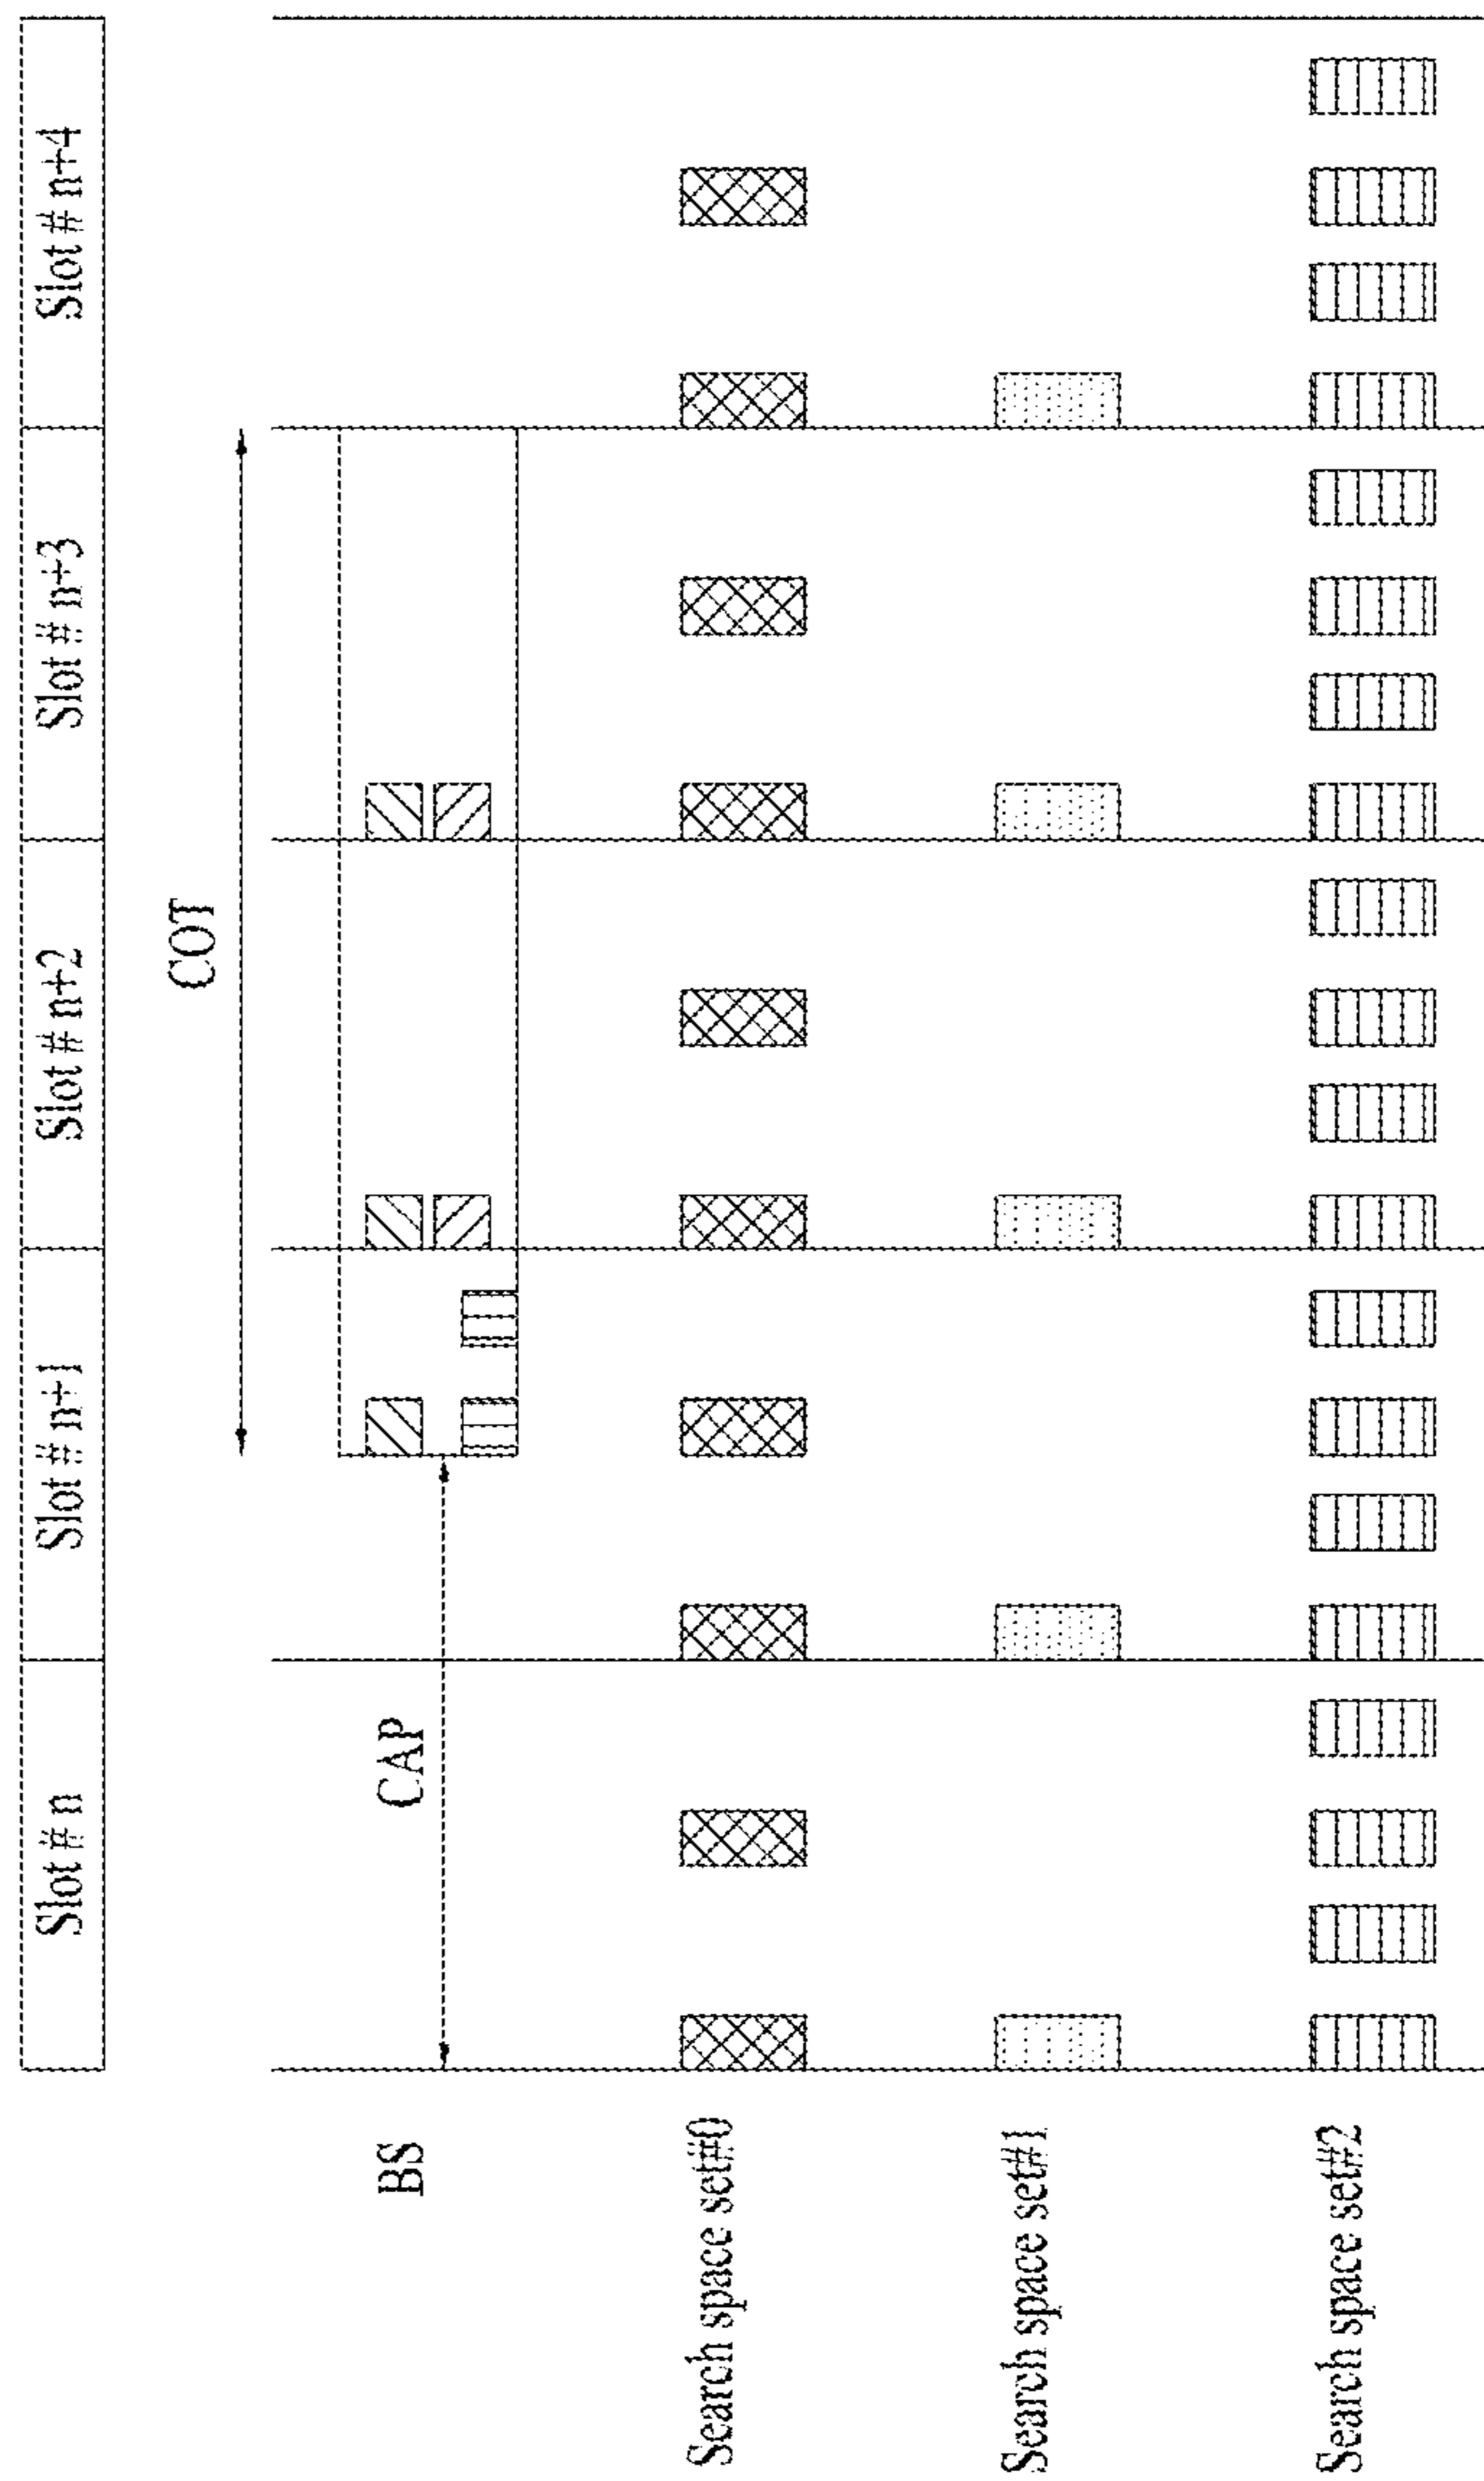 Slot # n
Slot # n+1
Slot # n+2
Slot # n+3
Slot # n+4
COT
BS
CAP
Search space set#0
Search space set#1
Search space set#2